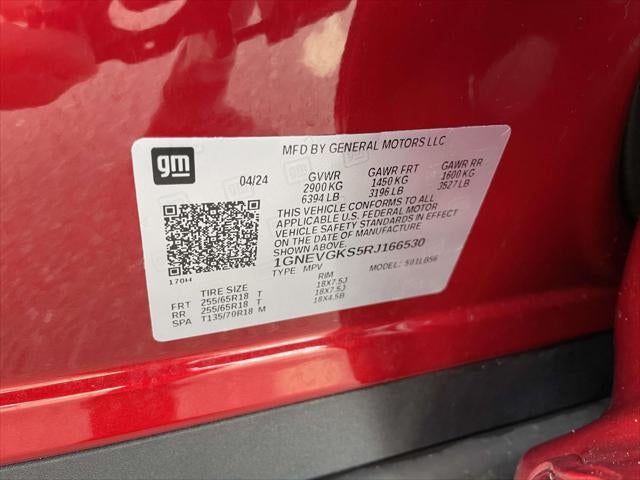 gm
MFD BY GENERAL MOTORS LLC
04/24 GVWR GAWR FRT GAWR RR
2900 KG 1450 KG 1600 KG
6394 LB 3196 LB 3527 LB
THIS VEHICLE CONFORMS TO ALL
APPLICABLE U.S. FEDERAL MOTOR
VEHICLE SAFETY STANDARDS IN EFFECT
ON THE DATE OF MANUFACTURE
SHOWN ABOVE.
1GNEVGKS5RJ166530
170H TYPE: MPV MODEL: 501LB56
TIRE SIZE RIM
FRT 255/65R18 T 18X7.5J
RR 255/65R18 T 18X7.5J
SPA T135/70R18 M 18X4.5B